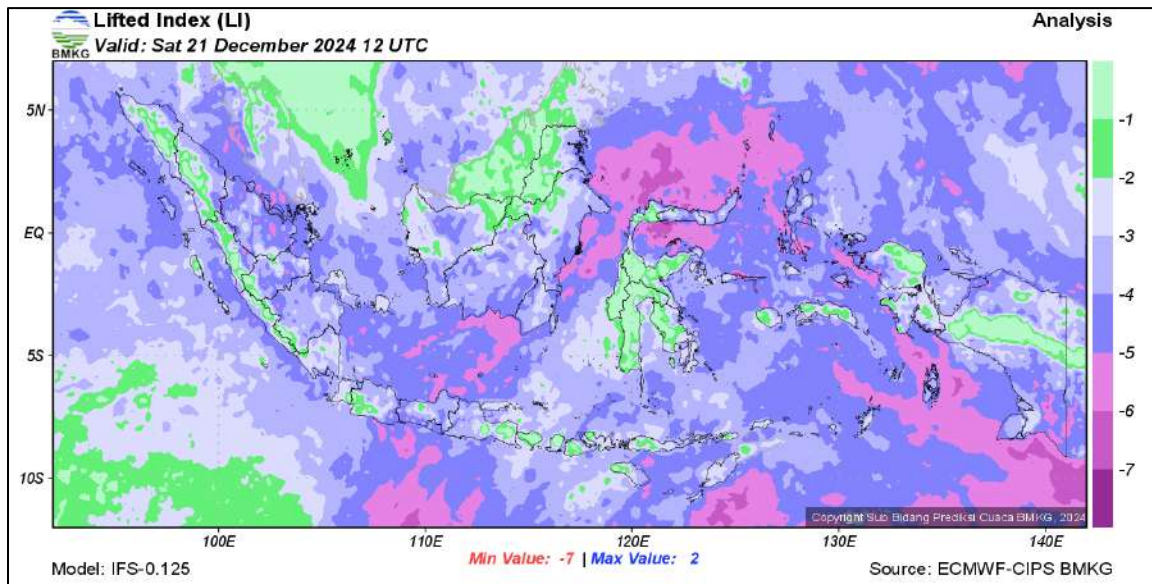 Lifted Index (LI)
Analysis
BMKG
Valid: Sat 21 December 2024 12 UTC
5N
EQ
5S
10S
-1
-2
-3
-4
-5
-6
-7
Copyright Sub Bidang Prediksi Cuaca BMKG, 2024
100E
110E
120E
130E
140E
Min Value: -7 | Max Value: 2
Model: IFS-0.125
Source: ECMWF-CIPS BMKG